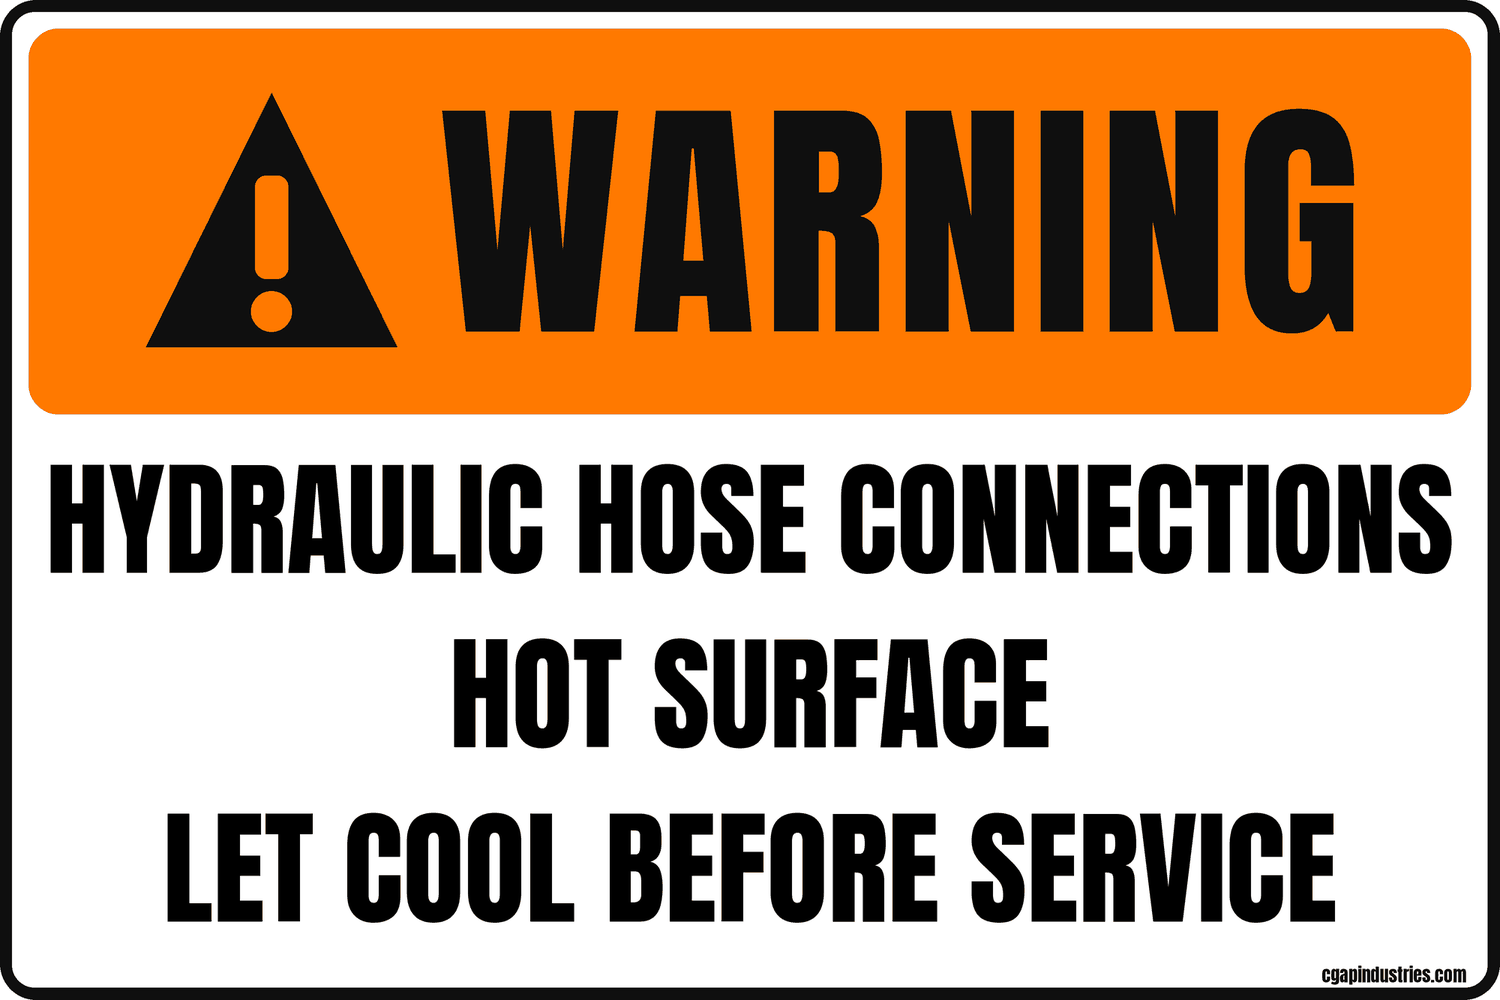 WARNING
HYDRAULIC HOSE CONNECTIONS
HOT SURFACE
LET COOL BEFORE SERVICE
cgapindustries.com